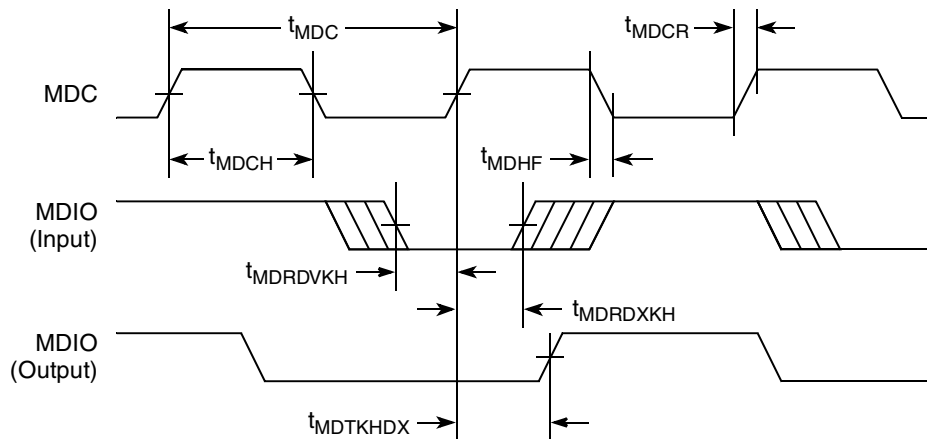 tMDC
tMDCR
MDC
tMDCH
tMDHF
MDIO
(Input)
tMDRDVKH
tMDRDXKH
MDIO
(Output)
tMDTKHDX